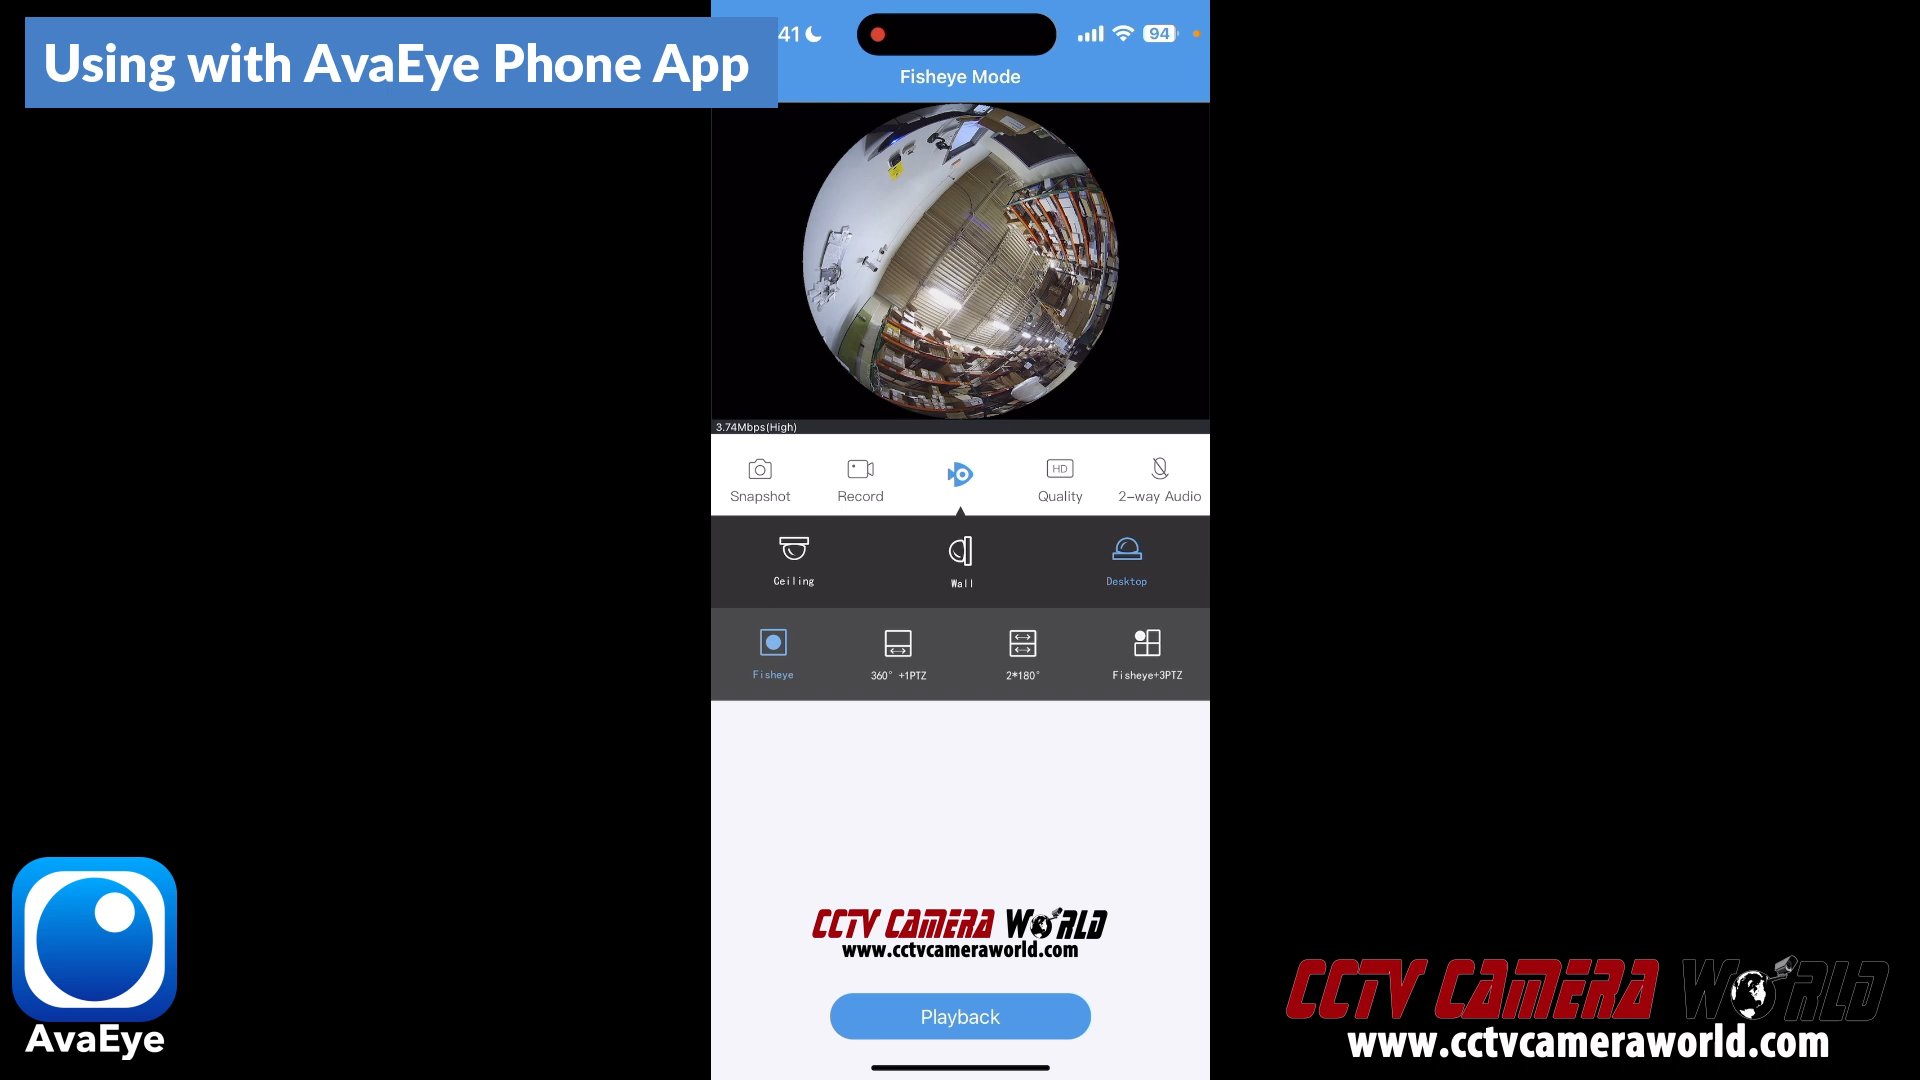 Using with AvaEye Phone App
41
94
Fisheye Mode
3.74Mbps(High)
Snapshot
Record
HD
Quality
2-way Audio
Ceiling
Wall
Desktop
Fisheye
360° +1PTZ
2*180°
Fisheye+3PTZ
CCTV CAMERA WORLD
www.cctvcameraworld.com
Playback
AvaEye
CCTV CAMERA WORLD
www.cctvcameraworld.com